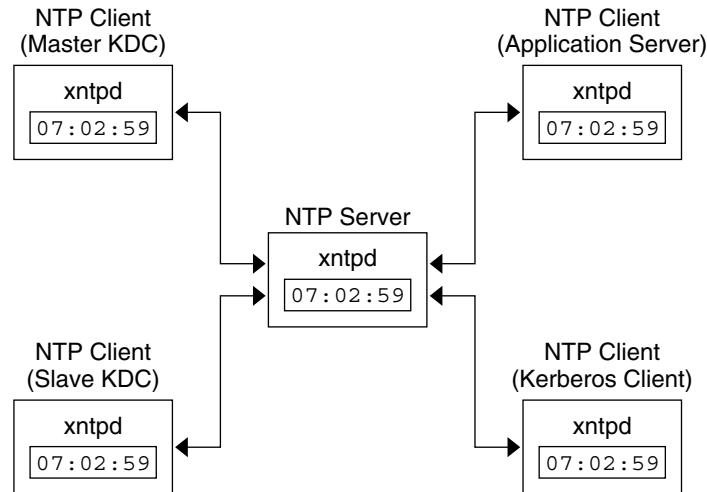 NTP Client
(Master KDC)
xntpd
07:02:59
NTP Client
(Application Server)
xntpd
07:02:59
NTP Server
xntpd
07:02:59
NTP Client
(Slave KDC)
xntpd
07:02:59
NTP Client
(Kerberos Client)
xntpd
07:02:59